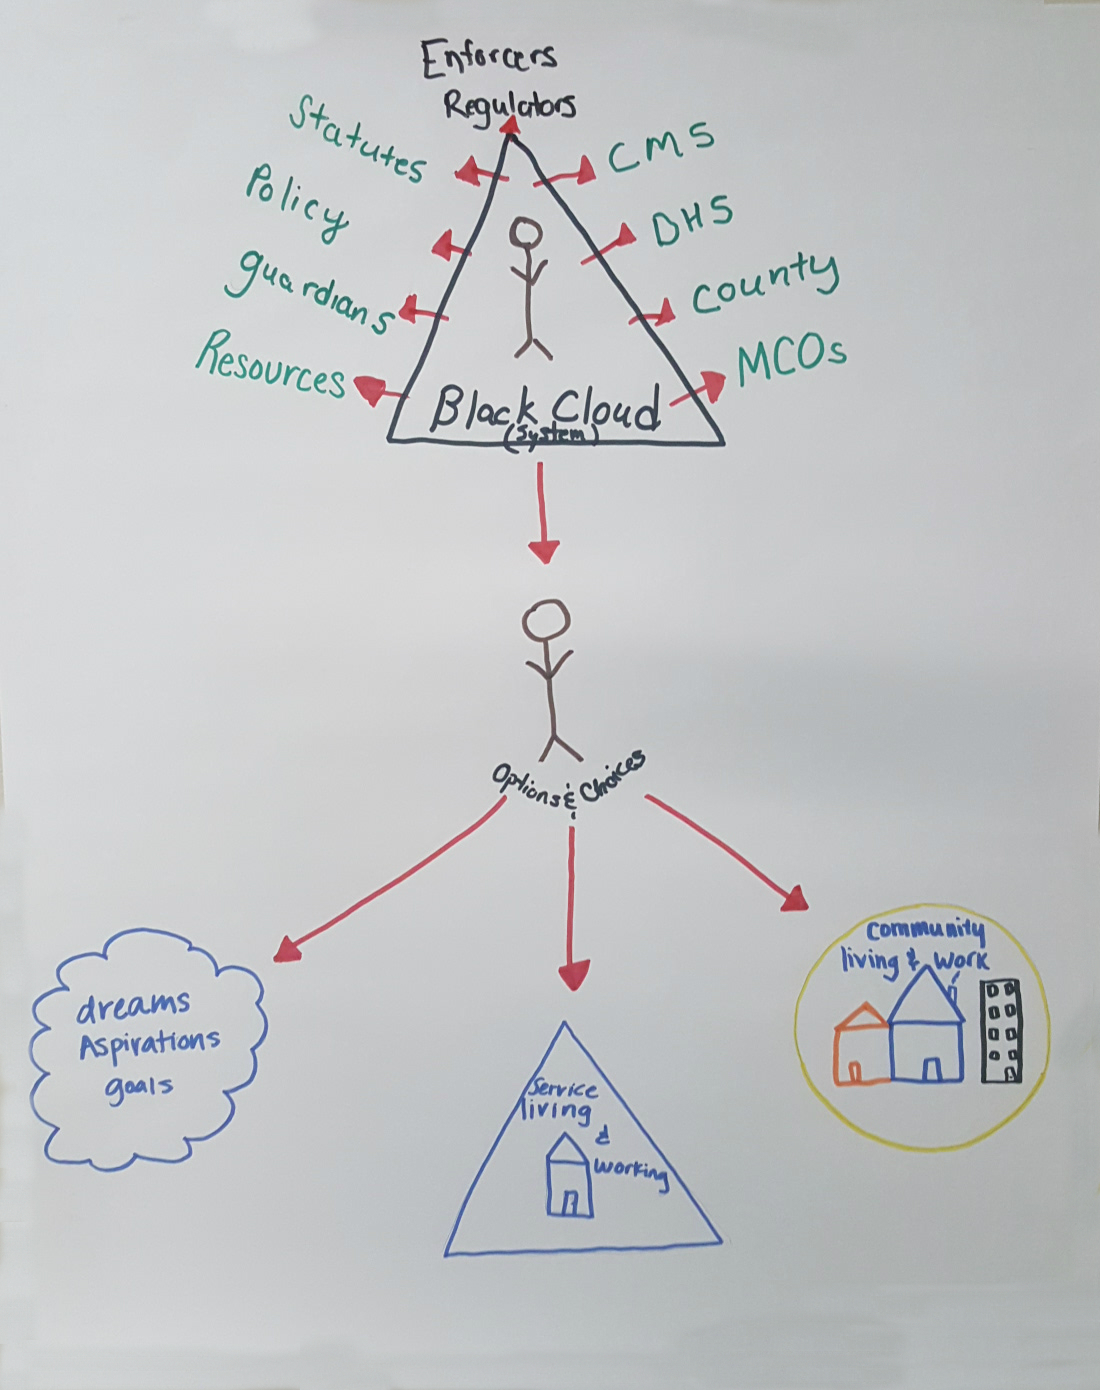 Enforcers
Regulators
Statutes
CMS
Policy
DHS
guardians
county
Resources
MCOs
Black Cloud
(System)
Options & Choices
dreams
Aspirations
goals
Service
living
&
working
community
living & work